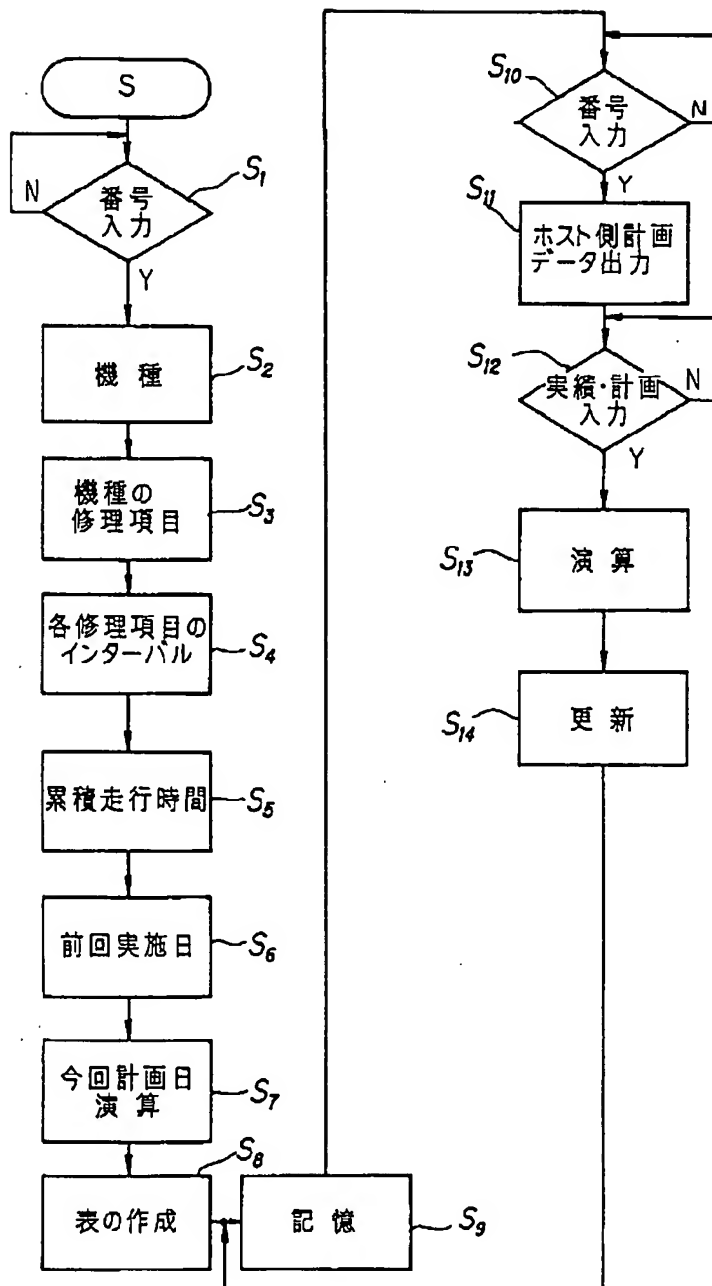 S
番号
入力
S1
N
Y
機種
S2
機種の
修理項目
S3
各修理項目の
インターバル
S4
累積走行時間
S5
前回実施日
S6
今回計画日
演算
S7
表の作成
S8
記憶
S9
番号
入力
S10
N
Y
ホスト側計画
データ出力
S11
実績・計画
入力
S12
N
Y
演算
S13
更新
S14